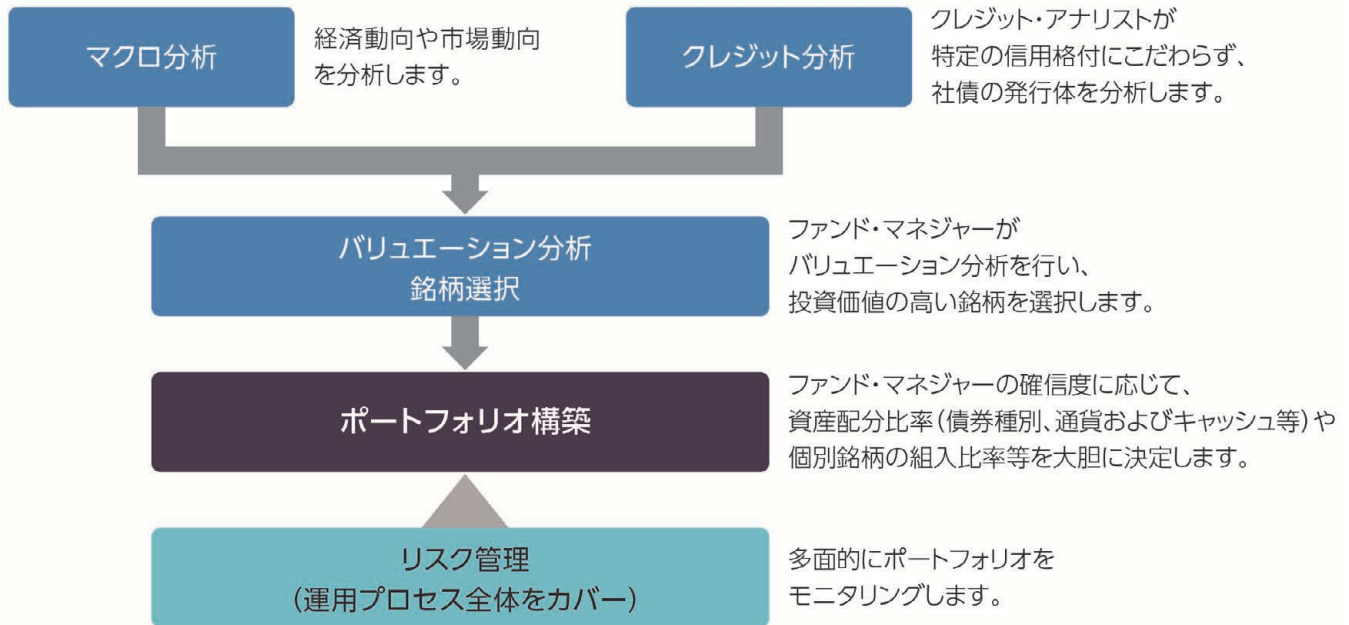 マクロ分析
経済動向や市場動向
を分析します。
クレジット分析
クレジット・アナリストが
特定の信用格付にこだわらず、
社債の発行体を分析します。
バリュエーション分析
銘柄選択
ファンド・マネジャーが
バリュエーション分析を行い、
投資価値の高い銘柄を選択します。
ポートフォリオ構築
ファンド・マネジャーの確信度に応じて、
資産配分比率(債券種別、通貨およびキャッシュ等)や
個別銘柄の組入比率等を大胆に決定します。
リスク管理
(運用プロセス全体をカバー)
多面的にポートフォリオを
モニタリングします。